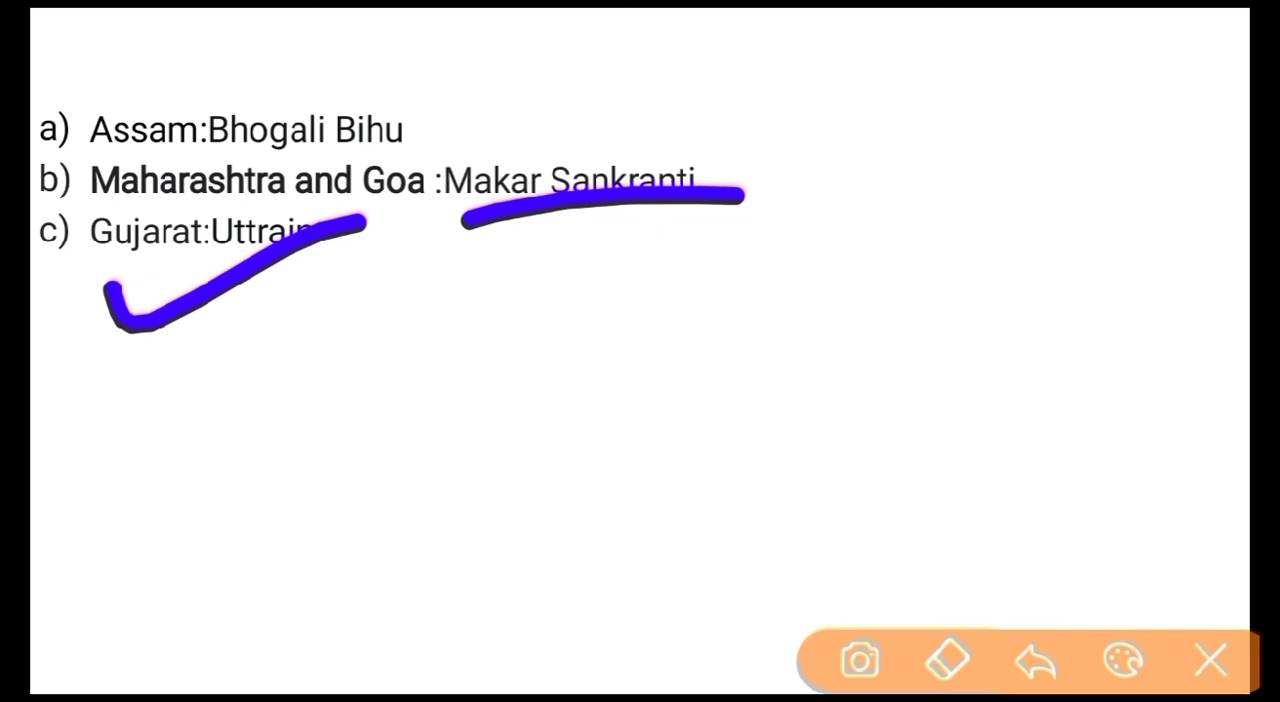 a) Assam:Bhogali Bihu
b) Maharashtra and Goa :Makar Sankranti
c) Gujarat: